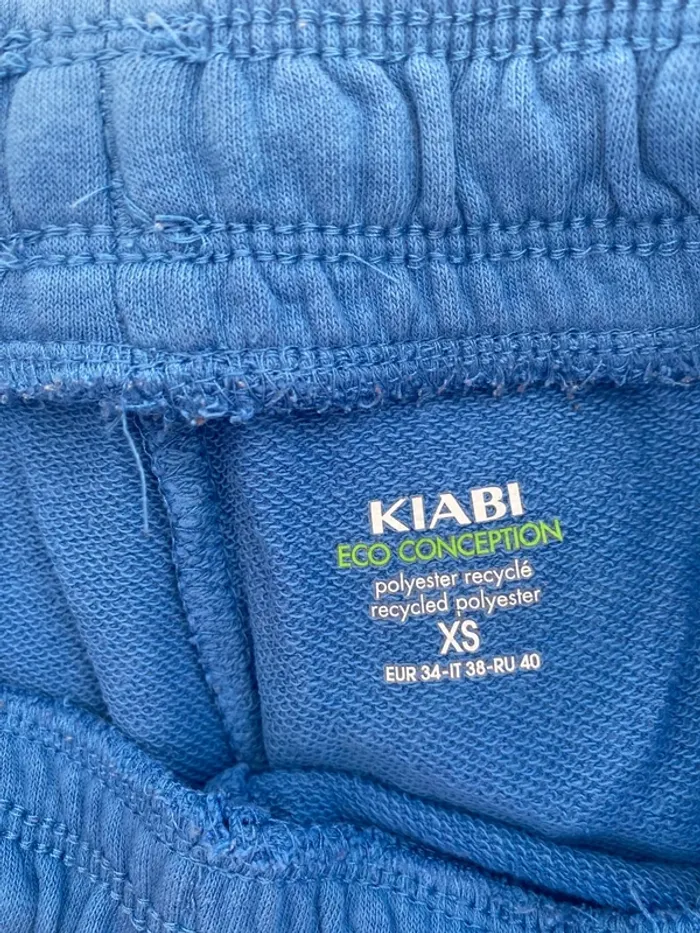 KIABI
ECO CONCEPTION
polyester recyclé
recycled polyester
XS
EUR 34-IT 38-RU 40